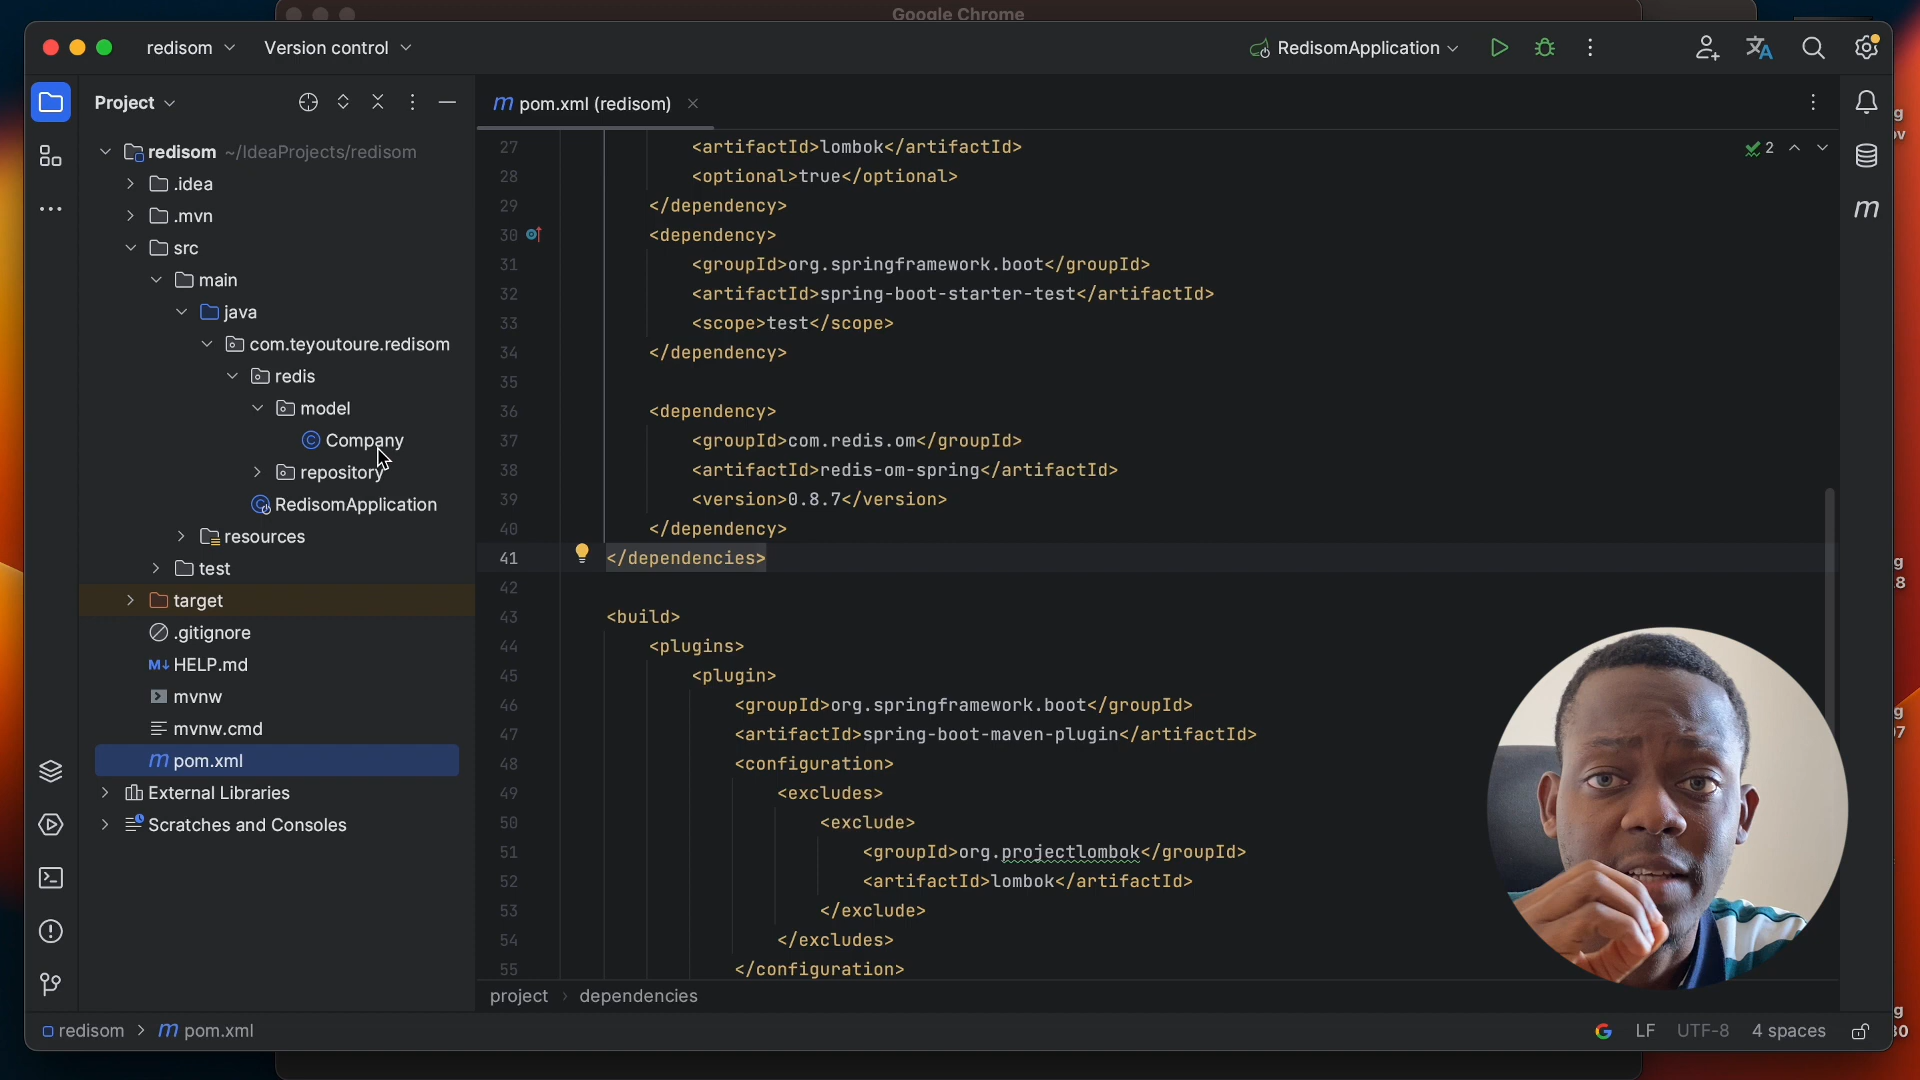 Google Chrome
redisom
Version control
RedisomApplication
Project
pom.xml (redisom)
redisom ~/IdeaProjects/redisom
.idea
.mvn
src
main
java
com.teyoutoure.redisom
redis
model
Company
repository
RedisomApplication
resources
test
target
.gitignore
HELP.md
mvnw
mvnw.cmd
pom.xml
External Libraries
Scratches and Consoles
2
27 <artifactId>lombok</artifactId>
28 <optional>true</optional>
29 </dependency>
30 <dependency>
31 <groupId>org.springframework.boot</groupId>
32 <artifactId>spring-boot-starter-test</artifactId>
33 <scope>test</scope>
34 </dependency>
35
36 <dependency>
37 <groupId>com.redis.om</groupId>
38 <artifactId>redis-om-spring</artifactId>
39 <version>0.8.7</version>
40 </dependency>
41 </dependencies>
42
43 <build>
44 <plugins>
45 <plugin>
46 <groupId>org.springframework.boot</groupId>
47 <artifactId>spring-boot-maven-plugin</artifactId>
48 <configuration>
49 <excludes>
50 <exclude>
51 <groupId>org.projectlombok</groupId>
52 <artifactId>lombok</artifactId>
53 </exclude>
54 </excludes>
55 </configuration>
project > dependencies
redisom > pom.xml
LF UTF-8 4 spaces